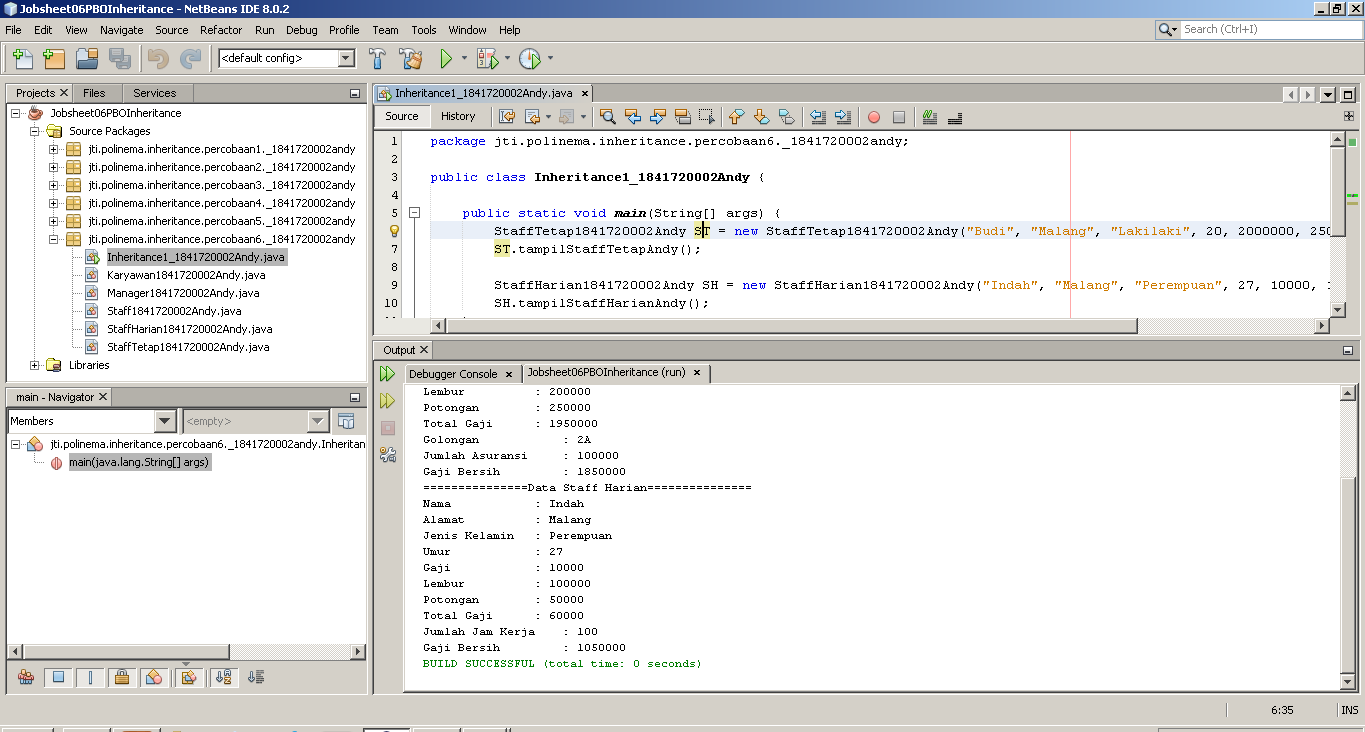 Jobsheet06PBOInheritance - NetBeans IDE 8.0.2
File Edit View Navigate Source Refactor Run Debug Profile Team Tools Window Help
Search (Ctrl+I)
<default config>
Projects Files Services
Jobsheet06PBOInheritance
Source Packages
jti.polinema.inheritance.percobaan1._1841720002andy
jti.polinema.inheritance.percobaan2._1841720002andy
jti.polinema.inheritance.percobaan3._1841720002andy
jti.polinema.inheritance.percobaan4._1841720002andy
jti.polinema.inheritance.percobaan5._1841720002andy
jti.polinema.inheritance.percobaan6._1841720002andy
Inheritance1_1841720002Andy.java
Karyawan1841720002Andy.java
Manager1841720002Andy.java
Staff1841720002Andy.java
StaffHarian1841720002Andy.java
StaffTetap1841720002Andy.java
Libraries
main - Navigator
Members
<empty>
jti.polinema.inheritance.percobaan6._1841720002andy.Inheritan
main(java.lang.String[] args)
Inheritance1_1841720002Andy.java
Source History
1 package jti.polinema.inheritance.percobaan6._1841720002andy;
2
3 public class Inheritance1_1841720002Andy {
4
5 public static void main(String[] args) {
StaffTetap1841720002Andy ST = new StaffTetap1841720002Andy("Budi", "Malang", "Lakilaki", 20, 2000000, 250
7 ST.tampilStaffTetapAndy();
8
9 StaffHarian1841720002Andy SH = new StaffHarian1841720002Andy("Indah", "Malang", "Perempuan", 27, 10000,
10 SH.tampilStaffHarianAndy();
Output
Debugger Console Jobsheet06PBOInheritance (run)
Lembur : 200000
Potongan : 250000
Total Gaji : 1950000
Golongan : 2A
Jumlah Asuransi : 100000
Gaji Bersih : 1850000
===============Data Staff Harian===============
Nama : Indah
Alamat : Malang
Jenis Kelamin : Perempuan
Umur : 27
Gaji : 10000
Lembur : 100000
Potongan : 50000
Total Gaji : 60000
Jumlah Jam Kerja : 100
Gaji Bersih : 1050000
BUILD SUCCESSFUL (total time: 0 seconds)
6:35 INS